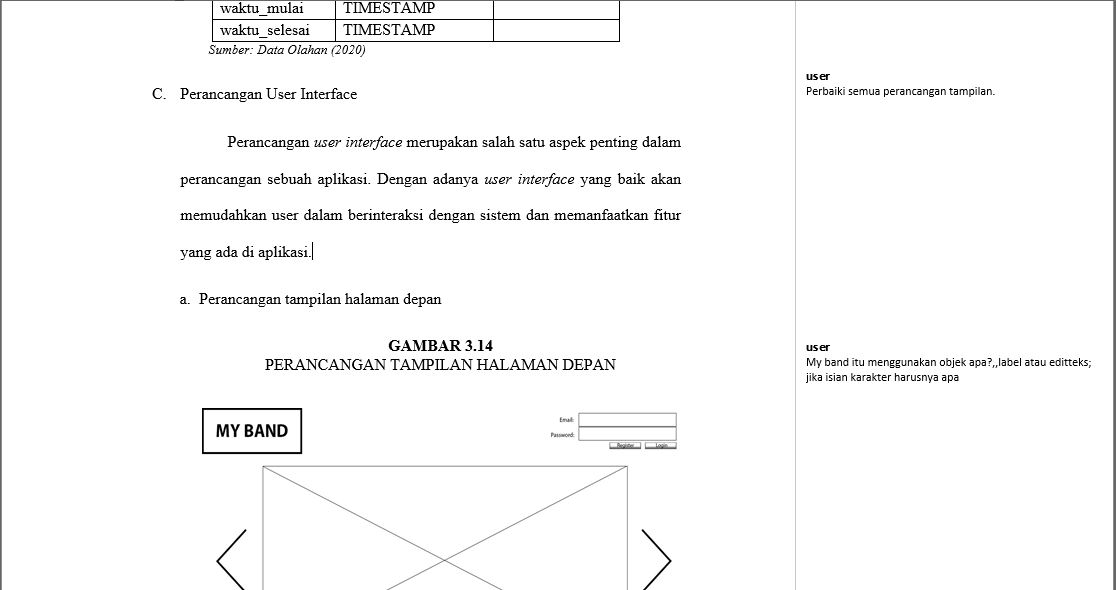 waktu_mulai TIMESTAMP
waktu_selesai TIMESTAMP
Sumber: Data Olahan (2020)
C. Perancangan User Interface
Perancangan user interface merupakan salah satu aspek penting dalam
perancangan sebuah aplikasi. Dengan adanya user interface yang baik akan
memudahkan user dalam berinteraksi dengan sistem dan memanfaatkan fitur
yang ada di aplikasi.
a. Perancangan tampilan halaman depan
GAMBAR 3.14
PERANCANGAN TAMPILAN HALAMAN DEPAN
MY BAND
Email:
Password:
Register Login
user
Perbaiki semua perancangan tampilan.
user
My band itu menggunakan objek apa?,,label atau editteks;
jika isian karakter harusnya apa